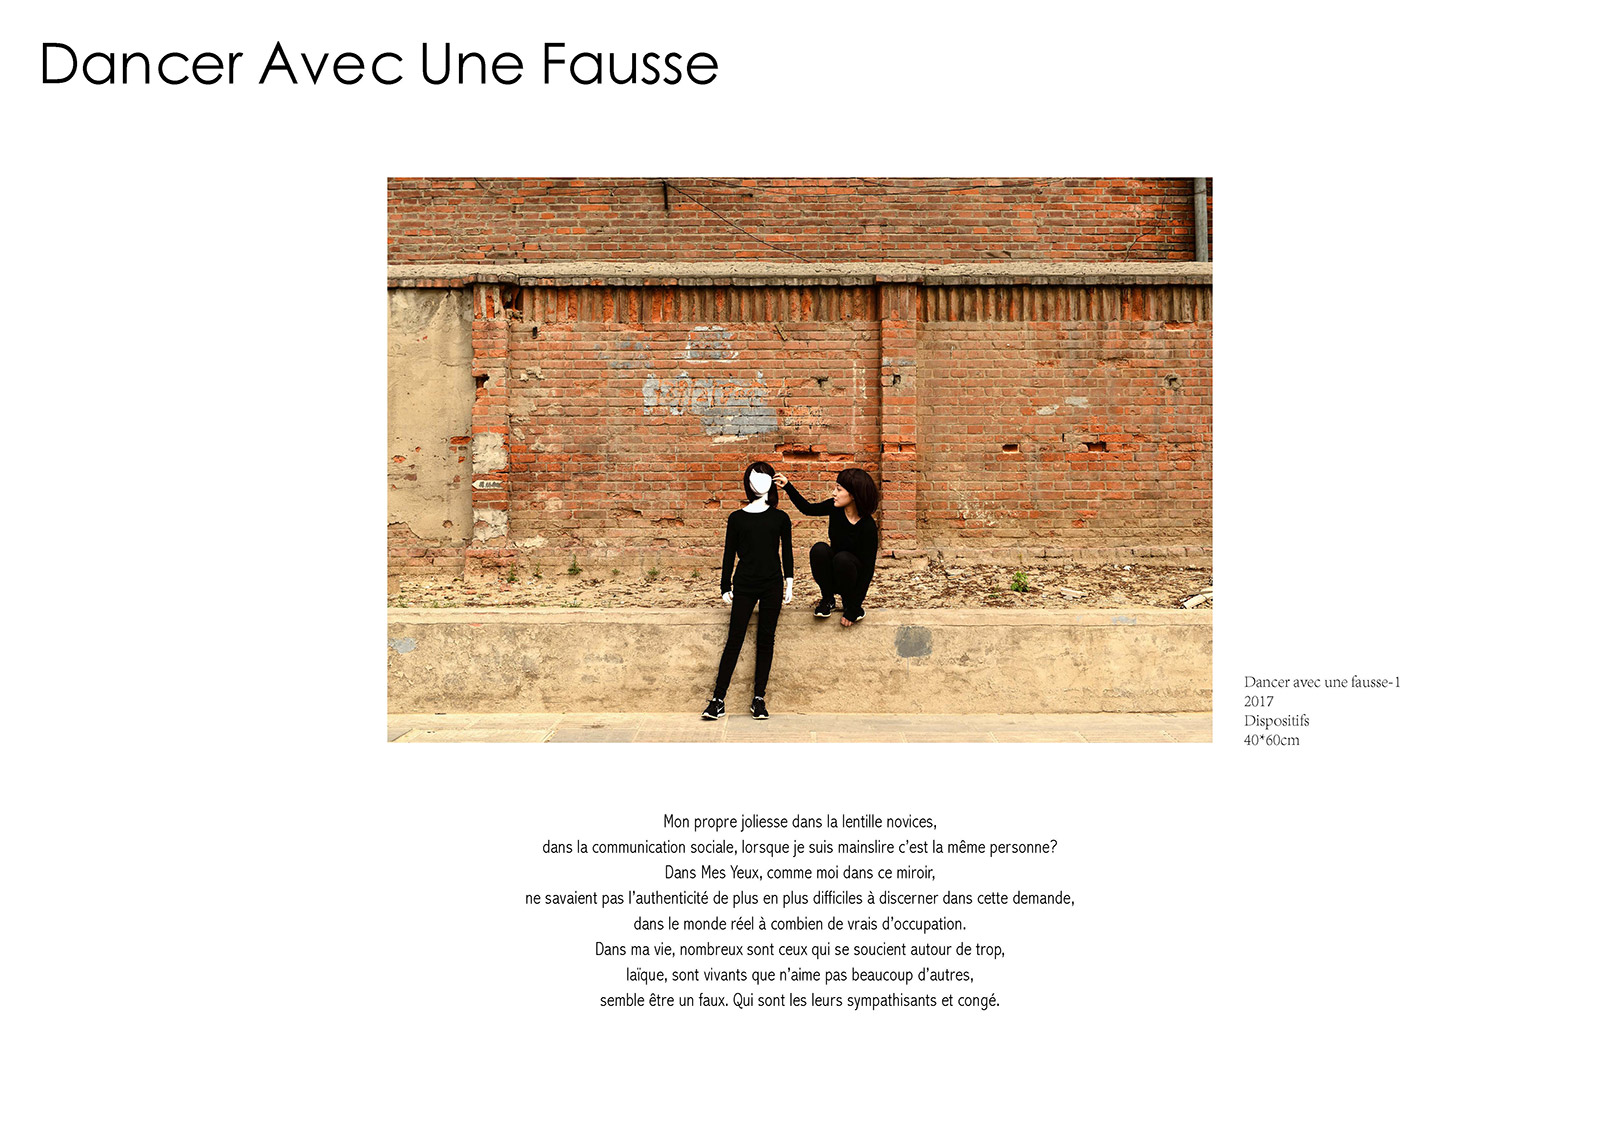 Dancer Avec Une Fausse
Dancer avec une fausse-1
2017
Dispositifs
40*60cm
Mon propre joliesse dans la lentille novices,
dans la communication sociale, lorsque je suis mainslire c'est la même personne?
Dans Mes Yeux, comme moi dans ce miroir,
ne savaient pas l'authenticité de plus en plus difficiles à discerner dans cette demande,
dans le monde réel à combien de vrais d'occupation.
Dans ma vie, nombreux sont ceux qui se soucient autour de trop,
laïque, sont vivants que n'aime pas beaucoup d'autres,
semble être un faux. Qui sont les leurs sympathisants et congé.